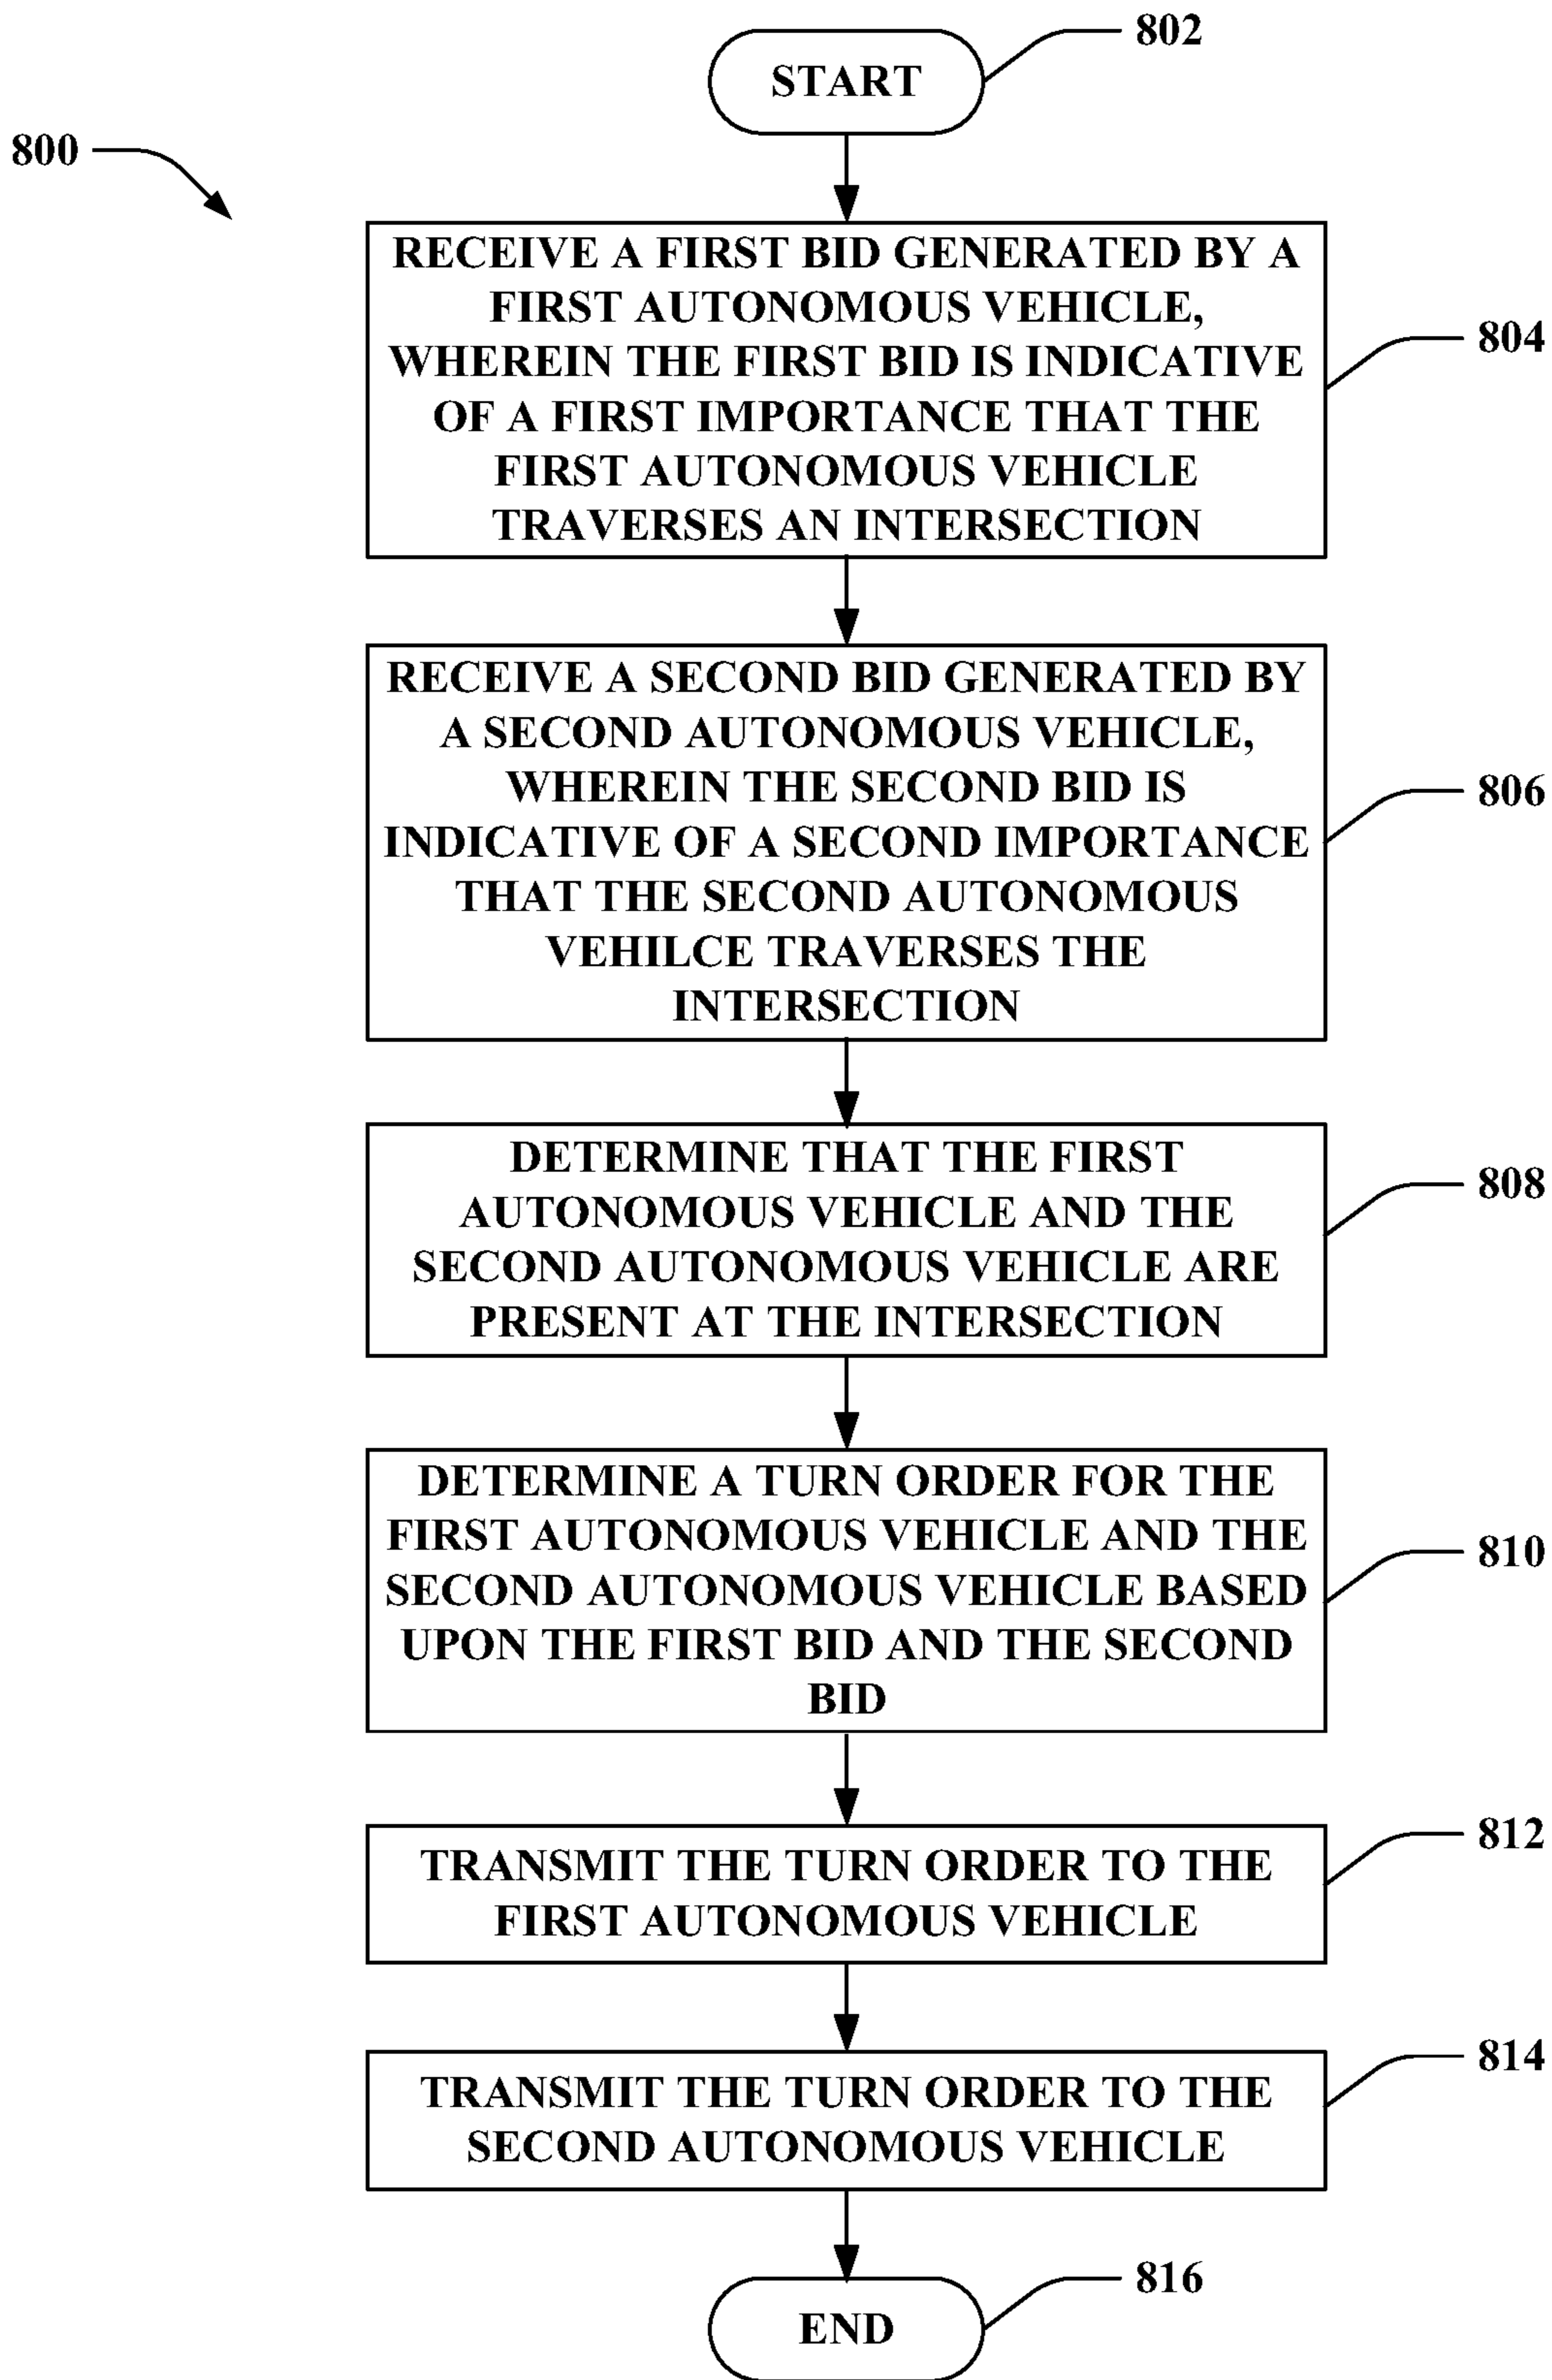 802
START
800
RECEIVE A FIRST BID GENERATED BY A
FIRST AUTONOMOUS VEHICLE,
WHEREIN THE FIRST BID IS INDICATIVE
OF A FIRST IMPORTANCE THAT THE
FIRST AUTONOMOUS VEHICLE
TRAVERSES AN INTERSECTION
804
RECEIVE A SECOND BID GENERATED BY
A SECOND AUTONOMOUS VEHICLE,
WHEREIN THE SECOND BID IS
INDICATIVE OF A SECOND IMPORTANCE
THAT THE SECOND AUTONOMOUS
VEHILCE TRAVERSES THE
INTERSECTION
806
DETERMINE THAT THE FIRST
AUTONOMOUS VEHICLE AND THE
SECOND AUTONOMOUS VEHICLE ARE
PRESENT AT THE INTERSECTION
808
DETERMINE A TURN ORDER FOR THE
FIRST AUTONOMOUS VEHICLE AND THE
SECOND AUTONOMOUS VEHICLE BASED
UPON THE FIRST BID AND THE SECOND
BID
810
TRANSMIT THE TURN ORDER TO THE
FIRST AUTONOMOUS VEHICLE
812
TRANSMIT THE TURN ORDER TO THE
SECOND AUTONOMOUS VEHICLE
814
816
END